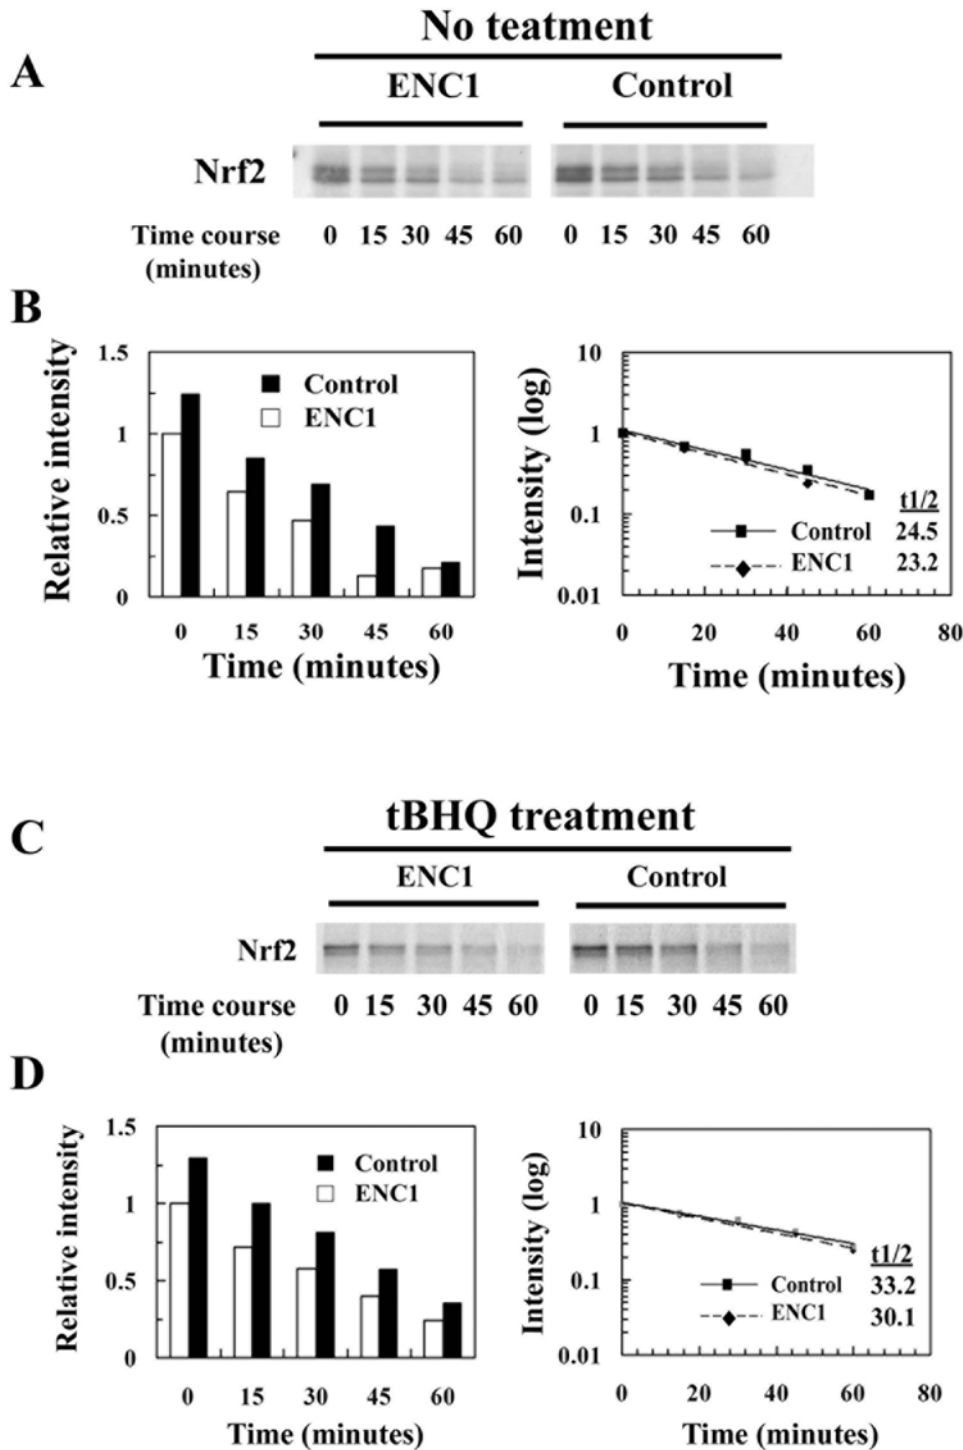 No teatment
A
ENC1 Control
Nrf2
Time course 0 15 30 45 60 0 15 30 45 60
(minutes)
B
Relative intensity
1.5
1
0.5
0
Control
ENC1
0 15 30 45 60
Time (minutes)
Intensity (log)
10
1
0.1
0.01
t1/2
Control 24.5
ENC1 23.2
0 20 40 60 80
Time (minutes)
tBHQ treatment
C
ENC1 Control
Nrf2
Time course 0 15 30 45 60 0 15 30 45 60
(minutes)
D
Relative intensity
1.5
1
0.5
0
Control
ENC1
0 15 30 45 60
Time (minutes)
Intensity (log)
10
1
0.1
0.01
t1/2
Control 33.2
ENC1 30.1
0 20 40 60 80
Time (minutes)